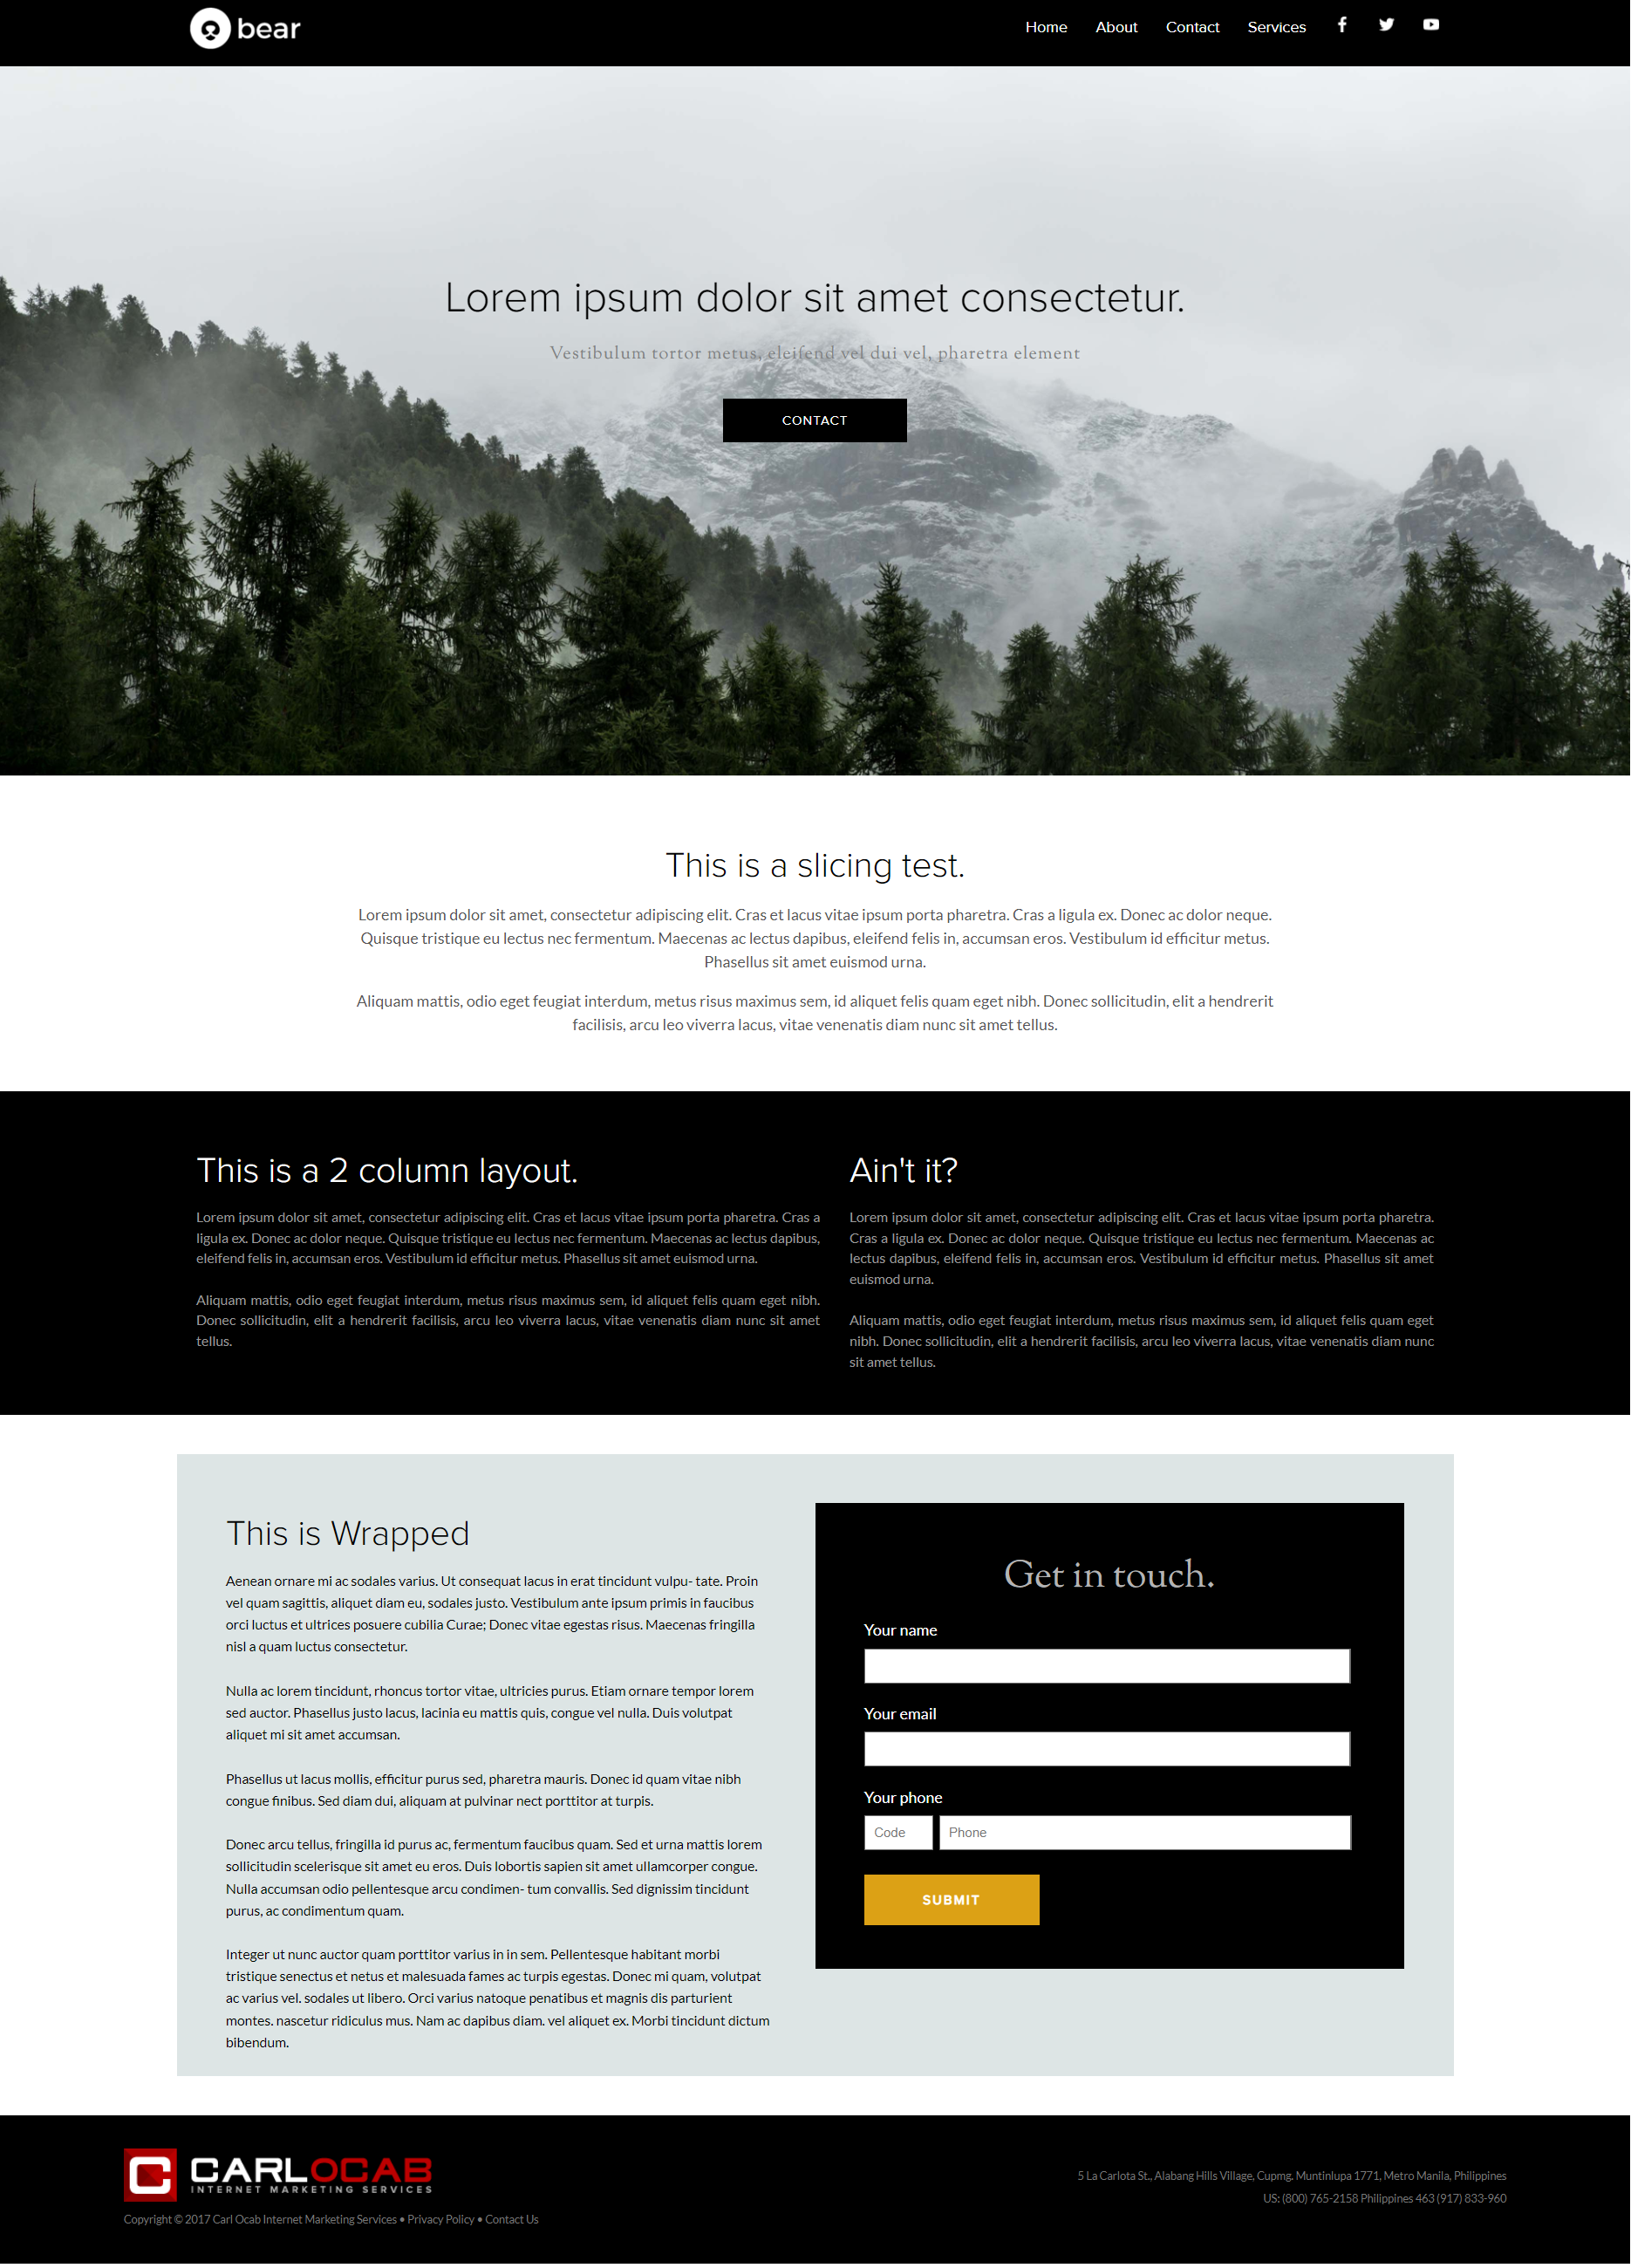 bear
Home About Contact Services
Lorem ipsum dolor sit amet consectetur.
Vestibulum tortor metus, eleifend vel dui vel, pharetra element
CONTACT
This is a slicing test.
Lorem ipsum dolor sit amet, consectetur adipiscing elit. Cras et lacus vitae ipsum porta pharetra. Cras a ligula ex. Donec ac dolor neque.
Quisque tristique eu lectus nec fermentum. Maecenas ac lectus dapibus, eleifend felis in, accumsan eros. Vestibulum id efficitur metus.
Phasellus sit amet euismod urna.
Aliquam mattis, odio eget feugiat interdum, metus risus maximus sem, id aliquet felis quam eget nibh. Donec sollicitudin, elit a hendrerit
facilisis, arcu leo viverra lacus, vitae venenatis diam nunc sit amet tellus.
This is a 2 column layout.
Lorem ipsum dolor sit amet, consectetur adipiscing elit. Cras et lacus vitae ipsum porta pharetra. Cras a
ligula ex. Donec ac dolor neque. Quisque tristique eu lectus nec fermentum. Maecenas ac lectus dapibus,
eleifend felis in, accumsan eros. Vestibulum id efficitur metus. Phasellus sit amet euismod urna.
Aliquam mattis, odio eget feugiat interdum, metus risus maximus sem, id aliquet felis quam eget nibh.
Donec sollicitudin, elit a hendrerit facilisis, arcu leo viverra lacus, vitae venenatis diam nunc sit amet
tellus.
Ain't it?
Lorem ipsum dolor sit amet, consectetur adipiscing elit. Cras et lacus vitae ipsum porta pharetra.
Cras a ligula ex. Donec ac dolor neque. Quisque tristique eu lectus nec fermentum. Maecenas ac
lectus dapibus, eleifend felis in, accumsan eros. Vestibulum id efficitur metus. Phasellus sit amet
euismod urna.
Aliquam mattis, odio eget feugiat interdum, metus risus maximus sem, id aliquet felis quam eget
nibh. Donec sollicitudin, elit a hendrerit facilisis, arcu leo viverra lacus, vitae venenatis diam nunc
sit amet tellus.
This is Wrapped
Aenean ornare mi ac sodales varius. Ut consequat lacus in erat tincidunt vulpu- tate. Proin
vel quam sagittis, aliquet diam eu, sodales justo. Vestibulum ante ipsum primis in faucibus
orci luctus et ultrices posuere cubilia Curae; Donec vitae egestas risus. Maecenas fringilla
nisl a quam luctus consectetur.
Nulla ac lorem tincidunt, rhoncus tortor vitae, ultricies purus. Etiam ornare tempor lorem
sed auctor. Phasellus justo lacus, lacinia eu mattis quis, congue vel nulla. Duis volutpat
aliquet mi sit amet accumsan.
Phasellus ut lacus mollis, efficitur purus sed, pharetra mauris. Donec id quam vitae nibh
congue finibus. Sed diam dui, aliquam at pulvinar nect porttitor at turpis.
Donec arcu tellus, fringilla id purus ac, fermentum faucibus quam. Sed et urna mattis lorem
sollicitudin scelerisque sit amet eu eros. Duis lobortis sapien sit amet ullamcorper congue.
Nulla accumsan odio pellentesque arcu condimen- tum convallis. Sed dignissim tincidunt
purus, ac condimentum quam.
Integer ut nunc auctor quam porttitor varius in in sem. Pellentesque habitant morbi
tristique senectus et netus et malesuada fames ac turpis egestas. Donec mi quam, volutpat
ac varius vel. sodales ut libero. Orci varius natoque penatibus et magnis dis parturient
montes. nascetur ridiculus mus. Nam ac dapibus diam. vel aliquet ex. Morbi tincidunt dictum
bibendum.
Get in touch.
Your name
Your email
Your phone
Code Phone
SUBMIT
CARLOCAB
INTERNET MARKETING SERVICES
Copyright © 2017 Carl Ocab Internet Marketing Services • Privacy Policy • Contact Us
5 La Carlota St., Alabang Hills Village, Cupmg. Muntinlupa 1771, Metro Manila, Philippines
US: (800) 765-2158 Philippines 463 (917) 833-960